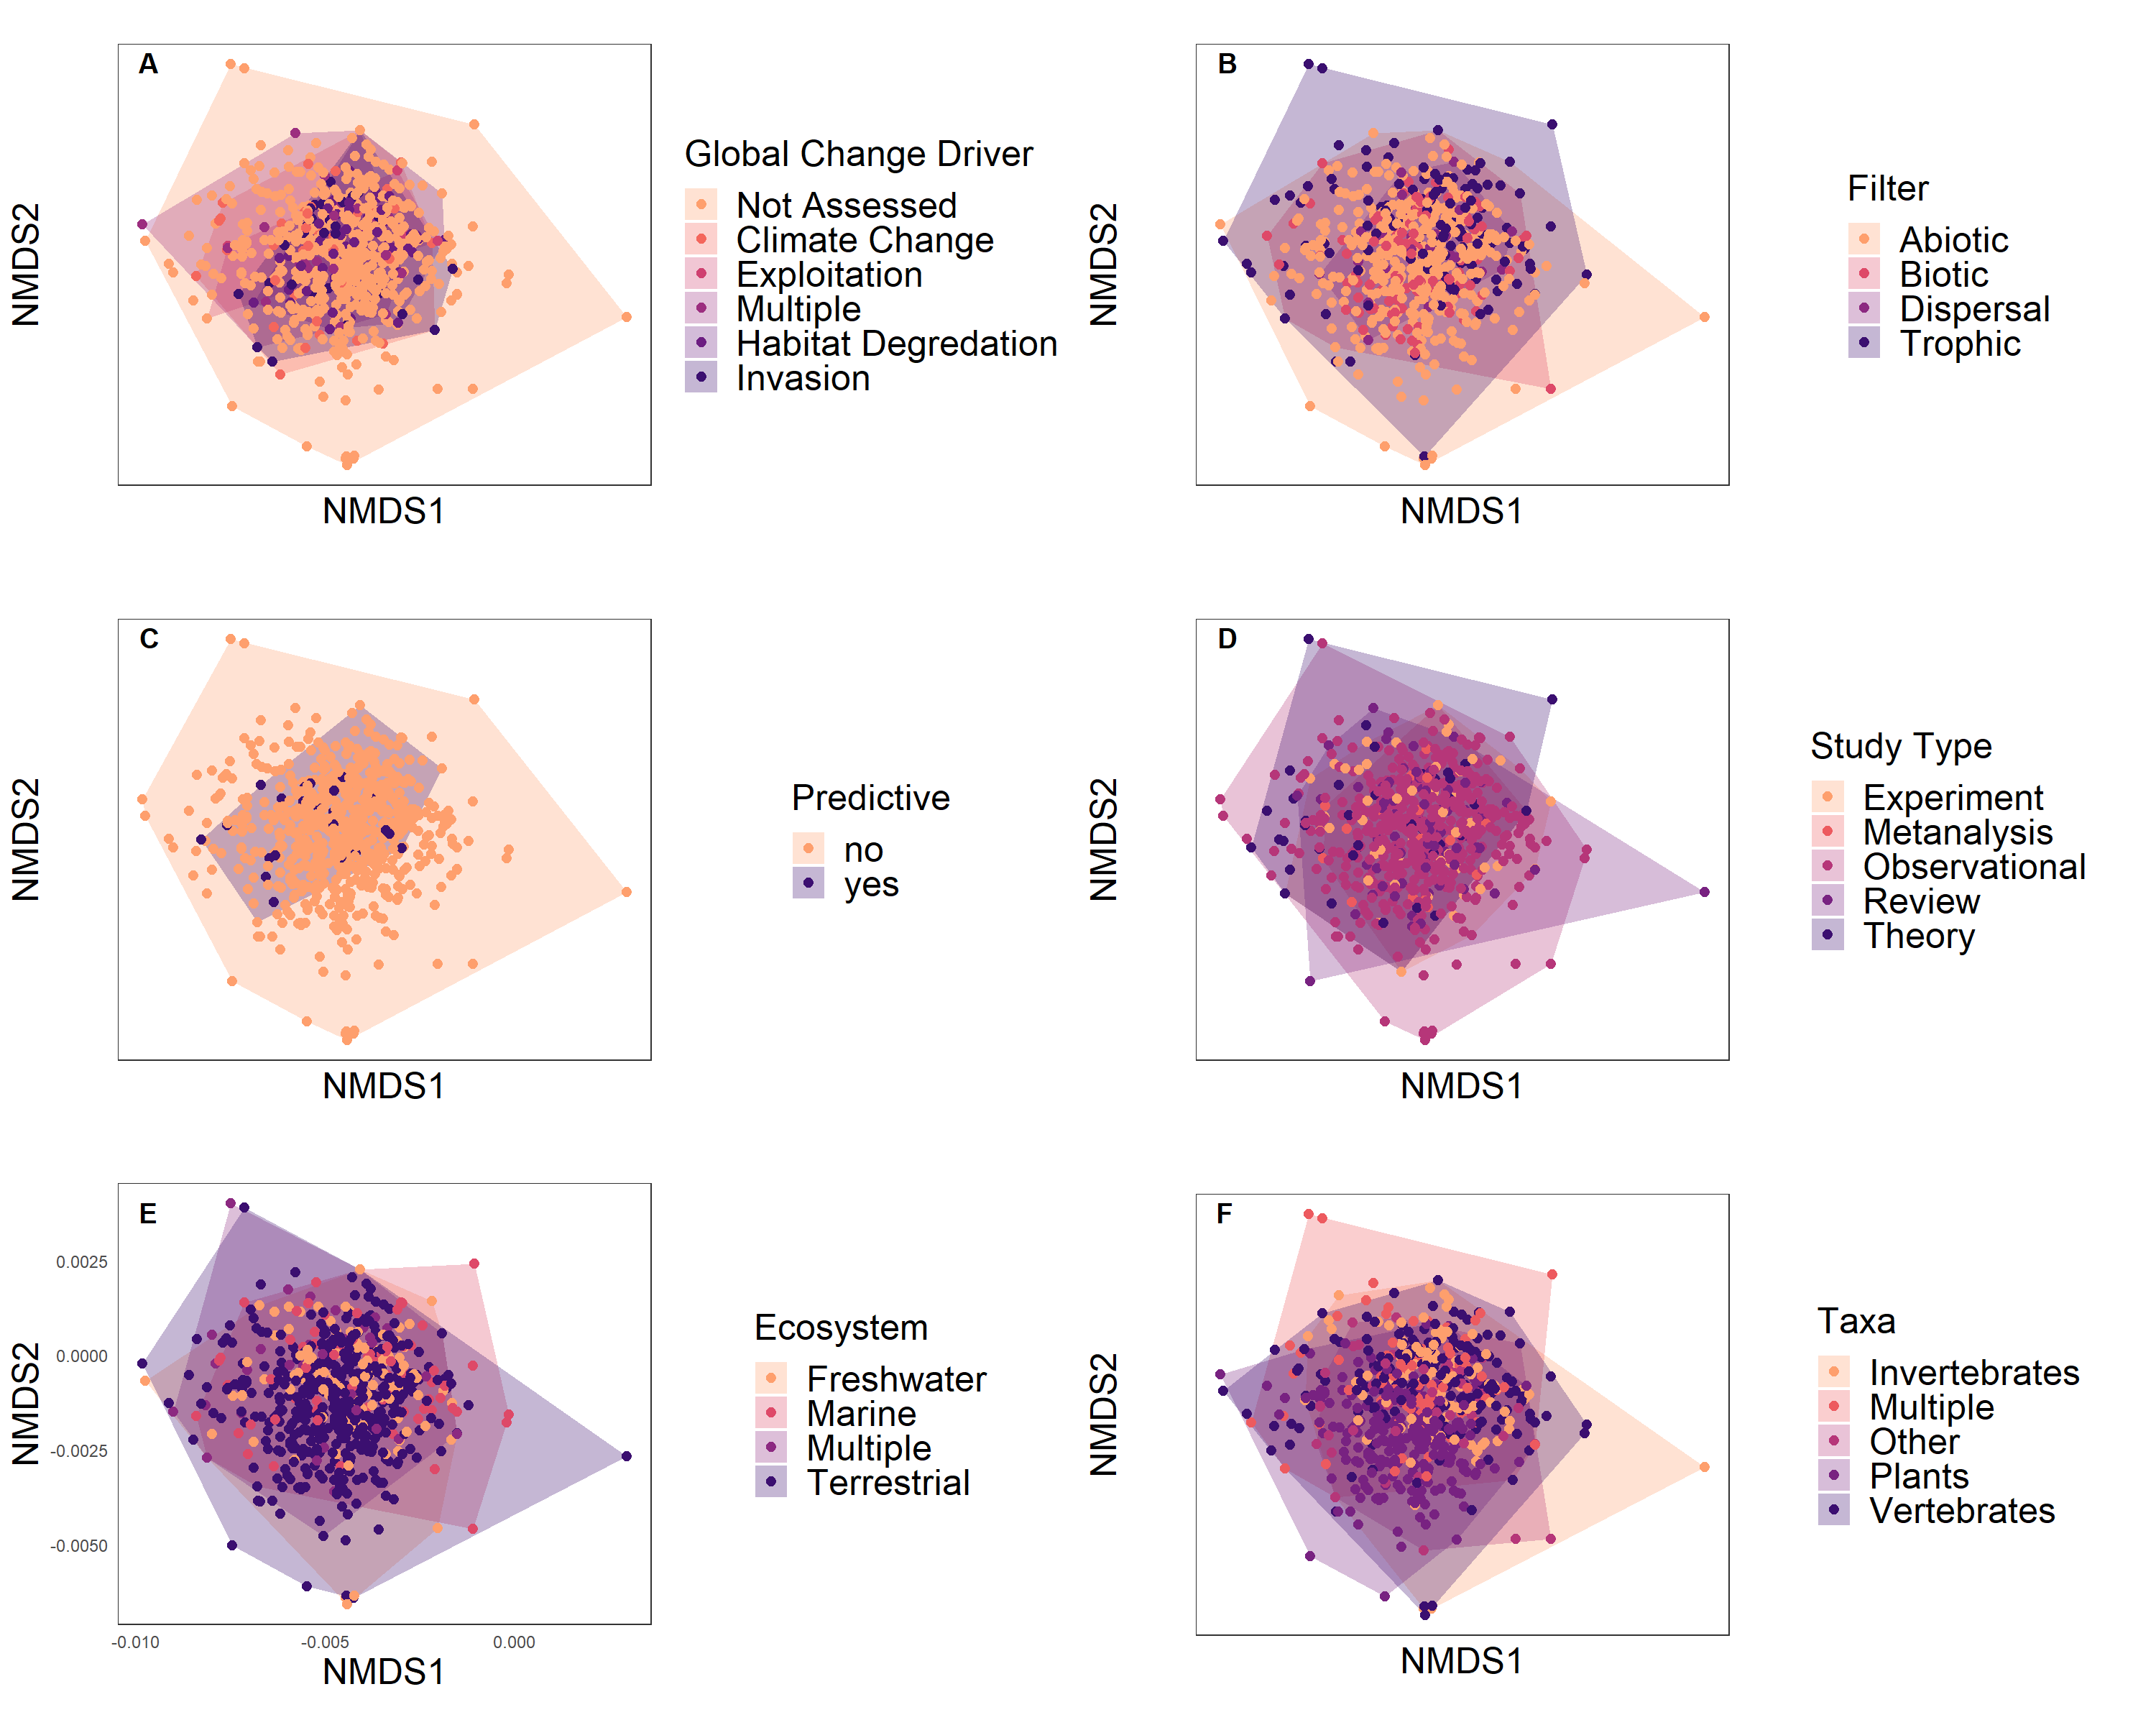 A
NMDS2
NMDS1
Global Change Driver
Not Assessed
Climate Change
Exploitation
Multiple
Habitat Degredation
Invasion
B
NMDS2
NMDS1
Filter
Abiotic
Biotic
Dispersal
Trophic
C
NMDS2
NMDS1
Predictive
no
yes
D
NMDS2
NMDS1
Study Type
Experiment
Metanalysis
Observational
Review
Theory
E
NMDS2
0.0025
0.0000
-0.0025
-0.0050
-0.010
-0.005
0.000
NMDS1
Ecosystem
Freshwater
Marine
Multiple
Terrestrial
F
NMDS2
NMDS1
Taxa
Invertebrates
Multiple
Other
Plants
Vertebrates